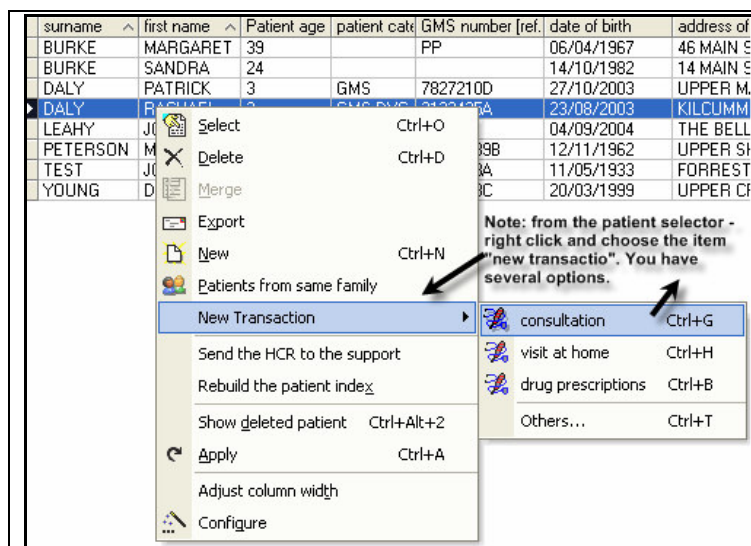 surname first name Patient age patient cate GMS number [ref. date of birth address of
BURKE MARGARET 39 PP 06/04/1967 46 MAIN S
BURKE SANDRA 24 14/10/1982 14 MAIN S
DALY PATRICK 3 GMS 7827210D 27/10/2003 UPPER M
DALY 23/08/2003 KILCUMM
LEAHY JO 04/09/2004 THE BELL
PETERSON M 39B 12/11/1962 UPPER SH
TEST JO 3A 11/05/1933 FORREST
YOUNG D 3C 20/03/1999 UPPER CF
Select Ctrl+O
Delete Ctrl+D
Merge
Export
New Ctrl+N
Patients from same family
New Transaction
Send the HCR to the support
Rebuild the patient index
Show deleted patient Ctrl+Alt+2
Apply Ctrl+A
Adjust column width
Configure
Note: from the patient selector -
right click and choose the item
"new transactio". You have
several options.
consultation Ctrl+G
visit at home Ctrl+H
drug prescriptions Ctrl+B
Others... Ctrl+T